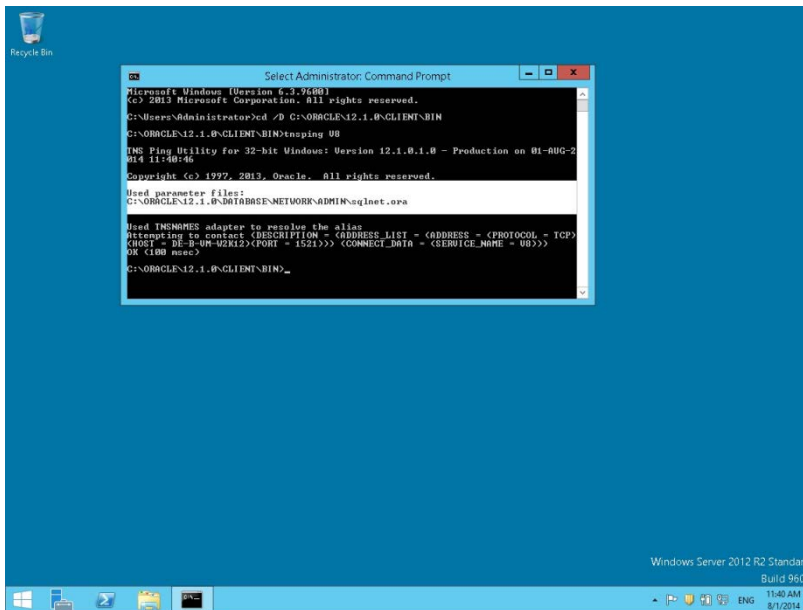 Recycle Bin
Select Administrator: Command Prompt
Microsoft Windows [Version 6.3.9600]
(c) 2013 Microsoft Corporation. All rights reserved.
C:\Users\Administrator>cd /D C:\ORACLE\12.1.0\CLIENT\BIN
C:\ORACLE\12.1.0\CLIENT\BIN>tnsping V8
TNS Ping Utility for 32-bit Windows: Version 12.1.0.1.0 - Production on 01-AUG-2
014 11:40:46
Copyright (c) 1997, 2013, Oracle.  All rights reserved.
Used parameter files:
C:\ORACLE\12.1.0\DATABASE\NETWORK\ADMIN\sqlnet.ora
Used TNSNAMES adapter to resolve the alias
Attempting to contact (DESCRIPTION = (ADDRESS_LIST = (ADDRESS = (PROTOCOL = TCP)
(HOST = DE-B-VM-W2K12)(PORT = 1521))) (CONNECT_DATA = (SERVICE_NAME = V8)))
OK (100 msec)
C:\ORACLE\12.1.0\CLIENT\BIN>_
Windows Server 2012 R2 Standar
Build 960
ENG
11:40 AM
8/1/2014